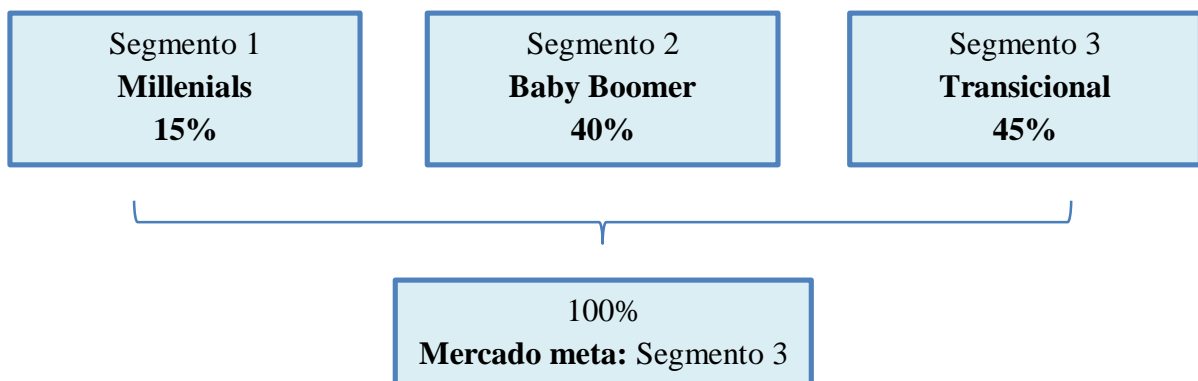 Segmento 1
Millenials
15%
Segmento 2
Baby Boomer
40%
Segmento 3
Transicional
45%
100%
Mercado meta: Segmento 3